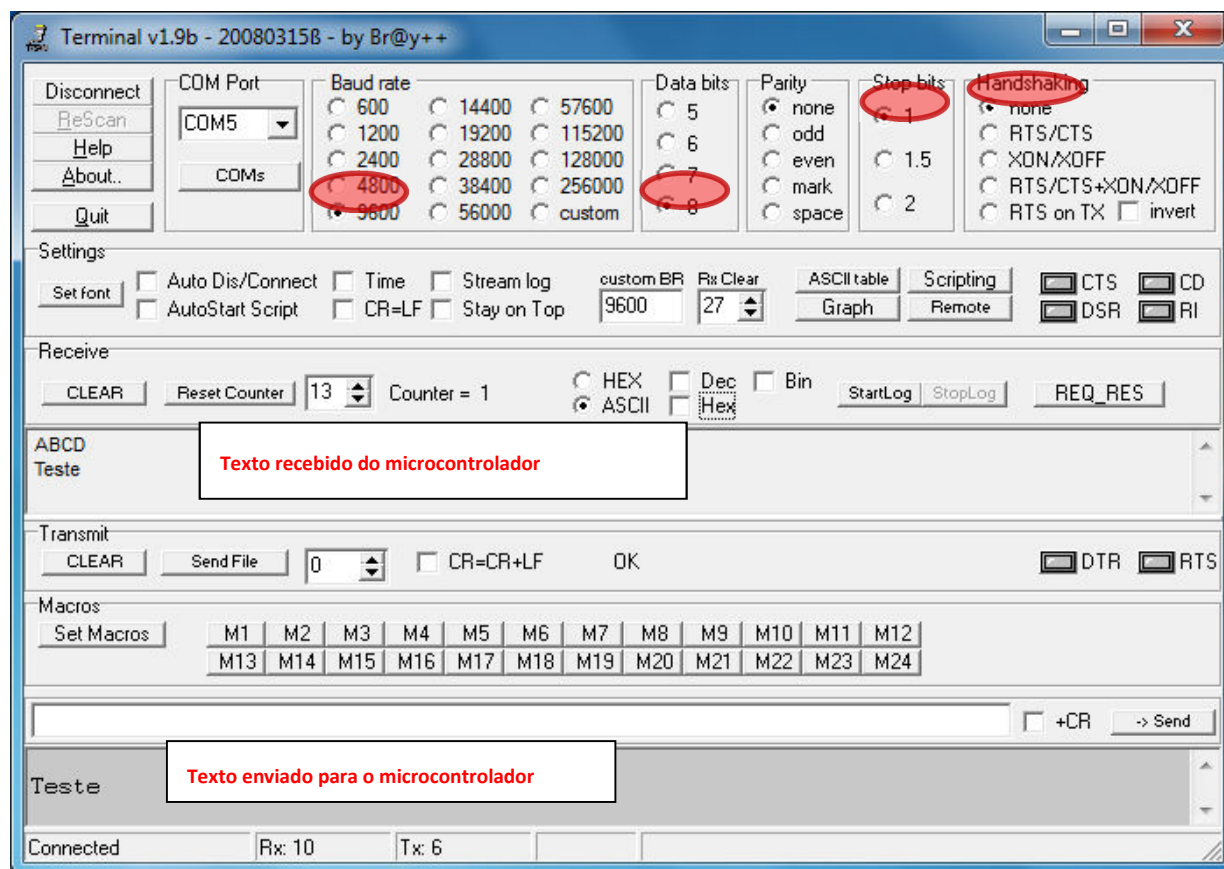 Terminal v1.9b - 20080315ß - by Br@y++
Disconnect
ReScan
Help
About..
Quit
COM Port
COM5
COMs
Baud rate
600 14400 57600
1200 19200 115200
2400 28800 128000
4800 38400 256000
9600 56000 custom
Data bits
5
6
7
8
Parity
none
odd
even
mark
space
Stop bits
1
1.5
2
Handshaking
none
RTS/CTS
XON/XOFF
RTS/CTS+XON/XOFF
RTS on TX invert
Settings
Set font
Auto Dis/Connect Time Stream log
AutoStart Script CR=LF Stay on Top
custom BR Rx Clear
9600 27
ASCII table Scripting
Graph Remote
CTS CD
DSR RI
Receive
CLEAR Reset Counter 13 Counter = 1
HEX Dec Bin
ASCII Hex
StartLog StopLog REQ_RES
ABCD
Teste
Texto recebido do microcontrolador
Transmit
CLEAR Send File 0 CR=CR+LF OK DTR RTS
Macros
Set Macros M1 M2 M3 M4 M5 M6 M7 M8 M9 M10 M11 M12
M13 M14 M15 M16 M17 M18 M19 M20 M21 M22 M23 M24
+CR -> Send
Teste
Texto enviado para o microcontrolador
Connected Rx: 10 Tx: 6